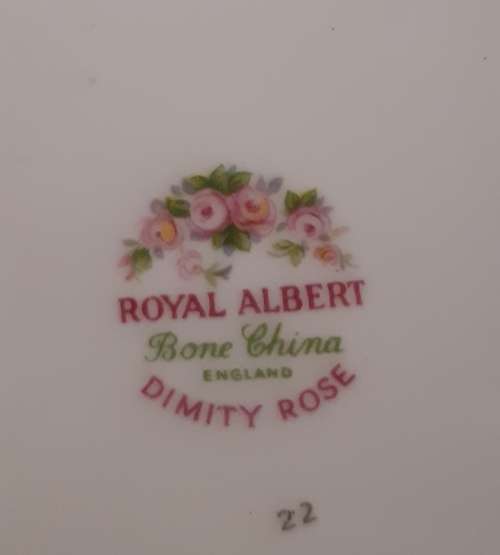 ROYAL ALBERT
Bone China
ENGLAND
DIMITY ROSE
22